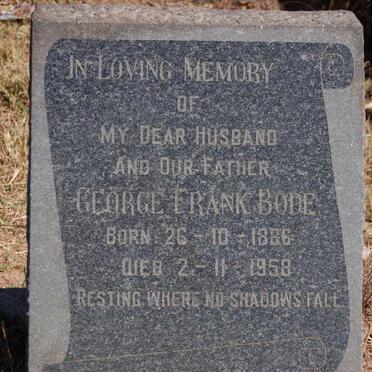 In Loving Memory
OF
My Dear Husband
And Our Father
George Frank Bode
Born 26-10-1866
Died 2-11-1958
Resting Where No Shadows Fall